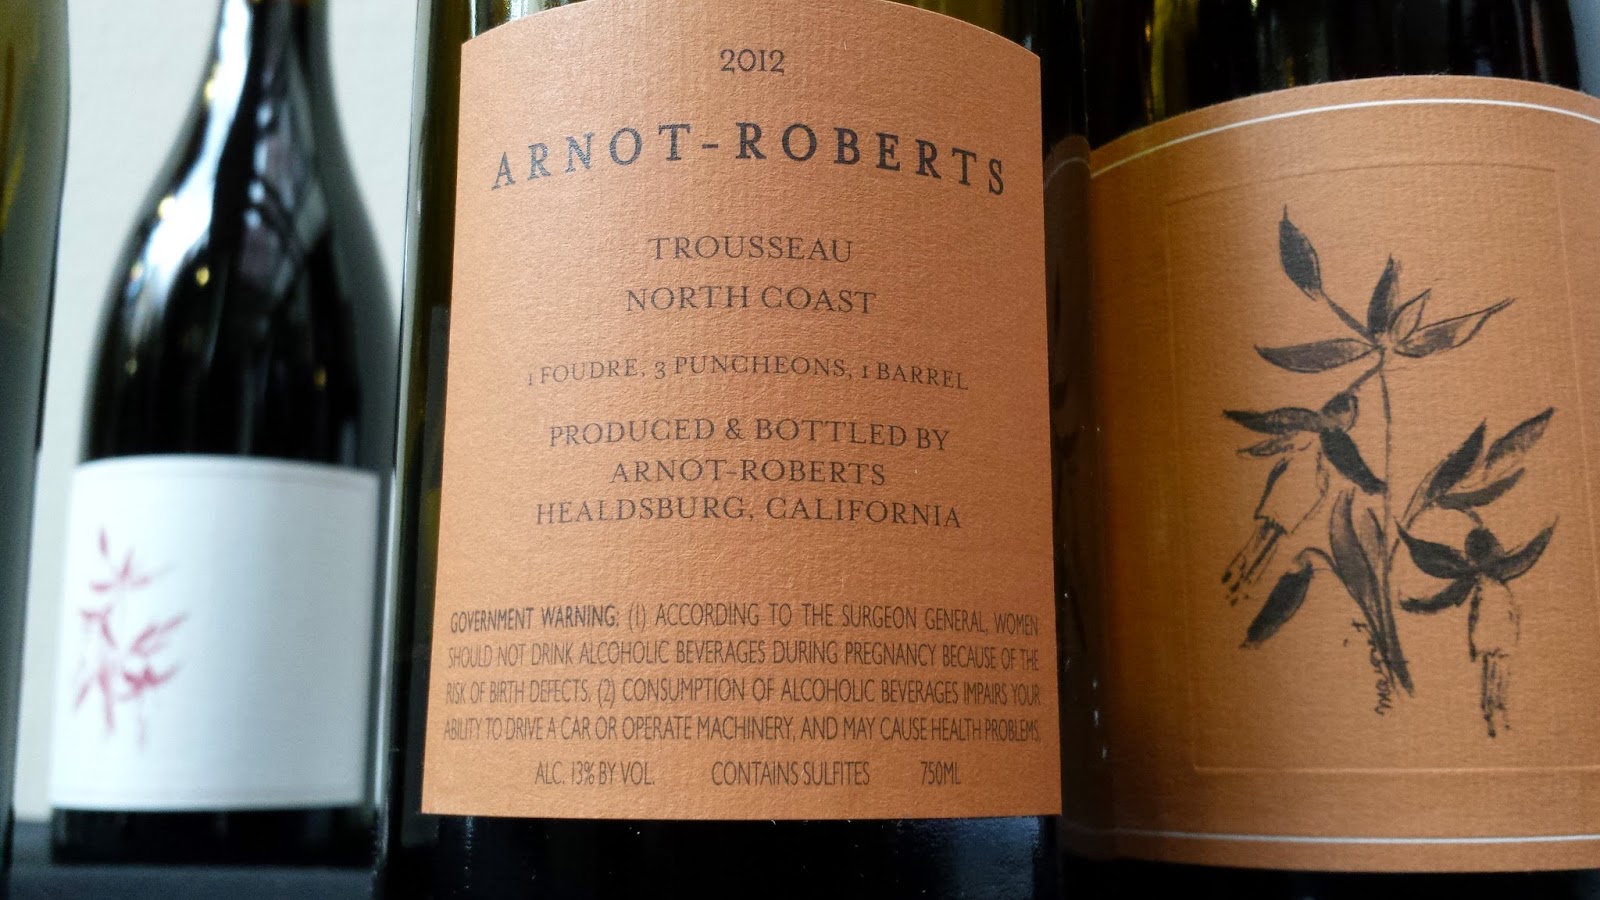 2012
ARNOT-ROBERTS
TROUSSEAU
NORTH COAST
1 FOUDRE, 3 PUNCHEONS, 1 BARREL
PRODUCED & BOTTLED BY
ARNOT-ROBERTS
HEALDSBURG, CALIFORNIA
GOVERNMENT WARNING: (1) ACCORDING TO THE SURGEON GENERAL, WOMEN
SHOULD NOT DRINK ALCOHOLIC BEVERAGES DURING PREGNANCY BECAUSE OF THE
RISK OF BIRTH DEFECTS. (2) CONSUMPTION OF ALCOHOLIC BEVERAGES IMPAIRS YOUR
ABILITY TO DRIVE A CAR OR OPERATE MACHINERY, AND MAY CAUSE HEALTH PROBLEMS.
ALC. 13% BY VOL. CONTAINS SULFITES 750ML